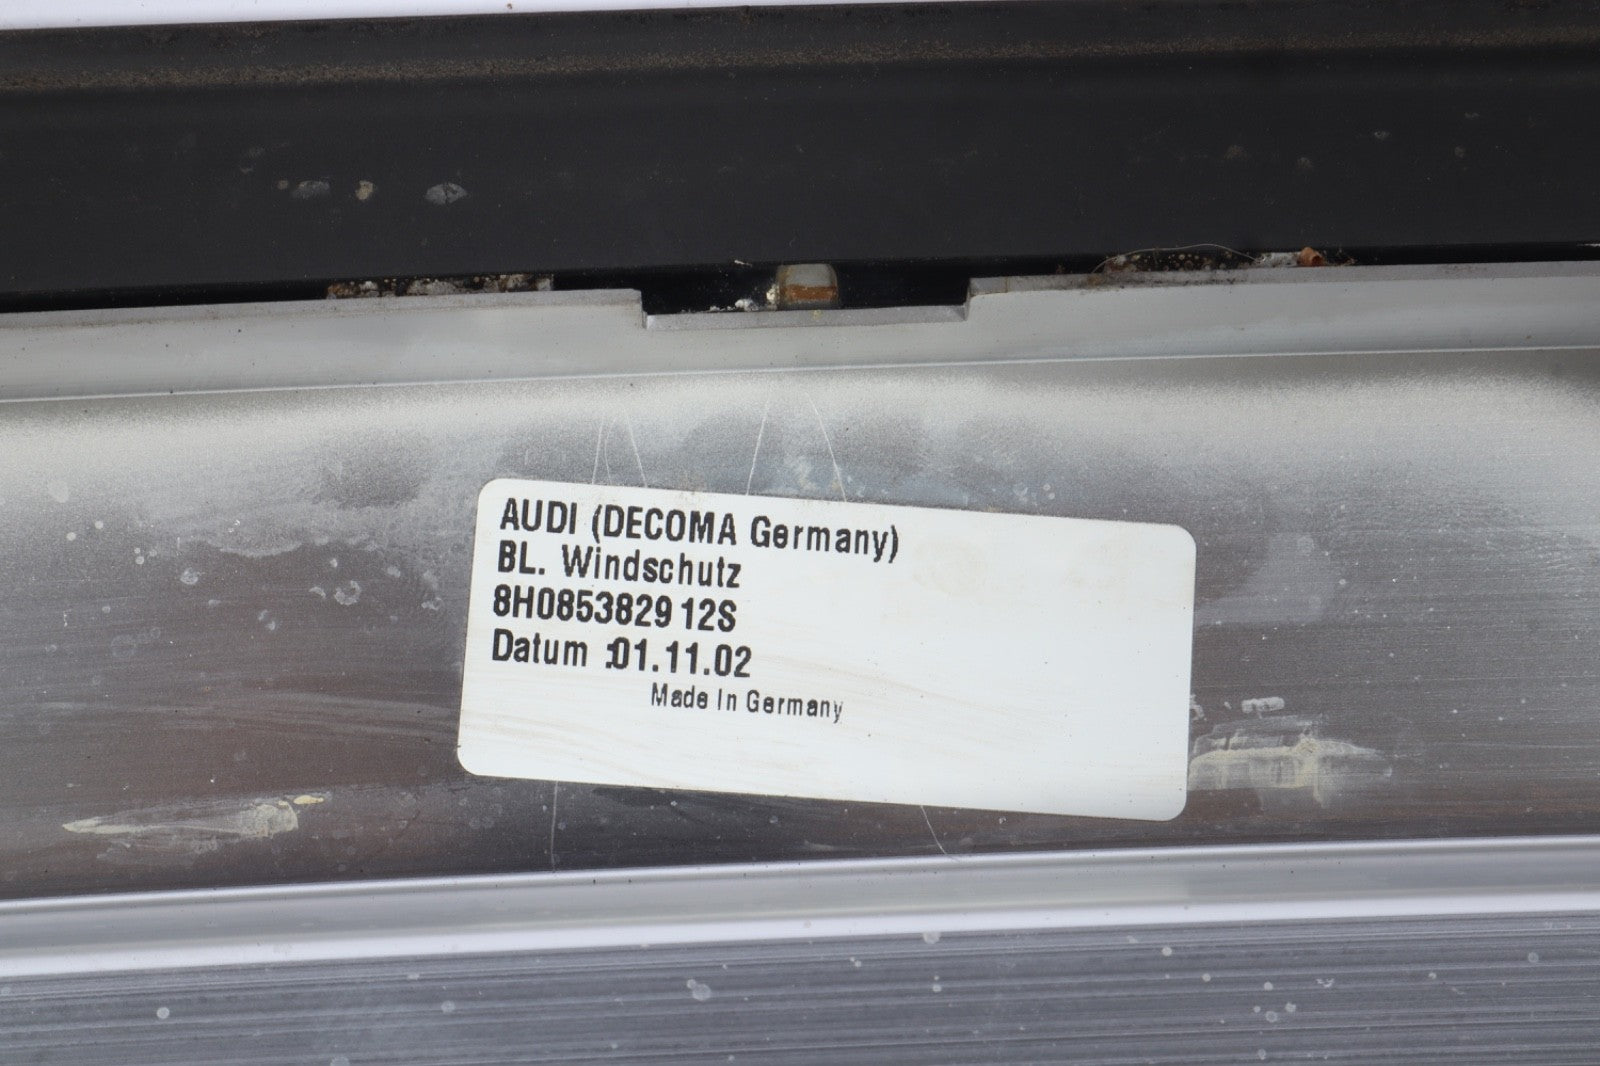 AUDI (DECOMA Germany)
BL. Windschutz
8H0853829 12S
Datum :01.11.02
Made In Germany